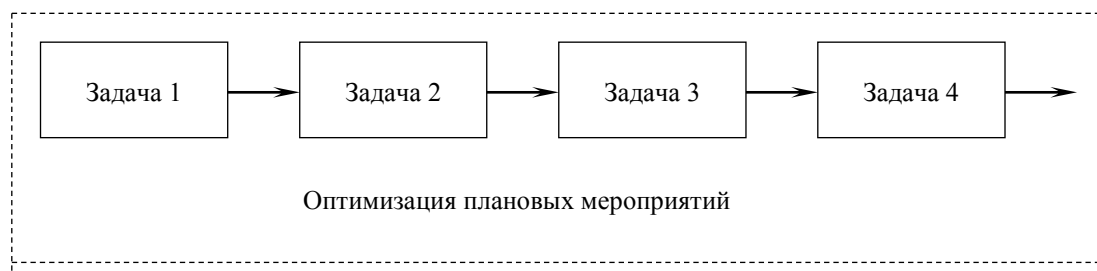 Задача 1
Задача 2
Задача 3
Задача 4
Оптимизация плановых мероприятий